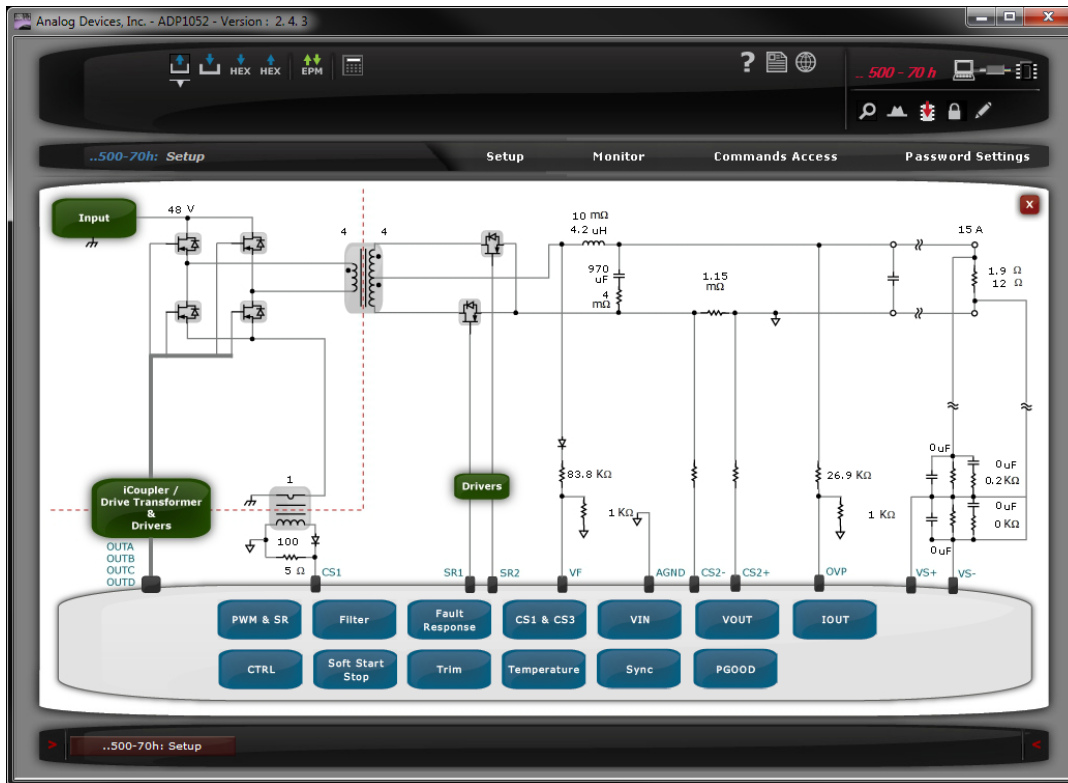 Analog Devices, Inc. - ADP1052 - Version : 2. 4. 3
HEX
HEX
EPM
?
.. 500 - 70 h
..500-70h: Setup
Setup
Monitor
Commands Access
Password Settings
X
Input
48 V
4
4
10 mΩ
4.2 uH
15 A
970
uF
4
mΩ
1.15
mΩ
1.9 Ω
12 Ω
iCoupler /
Drive Transformer
&
Drivers
1
100
5 Ω
Drivers
83.8 KΩ
1 KΩ
26.9 KΩ
1 KΩ
0 uF
0 uF
0.2 KΩ
0 uF
0 KΩ
0 uF
OUTA
OUTB
OUTC
OUTD
CS1
SR1
SR2
VF
AGND
CS2-
CS2+
OVP
VS+
VS-
PWM & SR
Filter
Fault
Response
CS1 & CS3
VIN
VOUT
IOUT
CTRL
Soft Start
Stop
Trim
Temperature
Sync
PGOOD
>
..500-70h: Setup
<